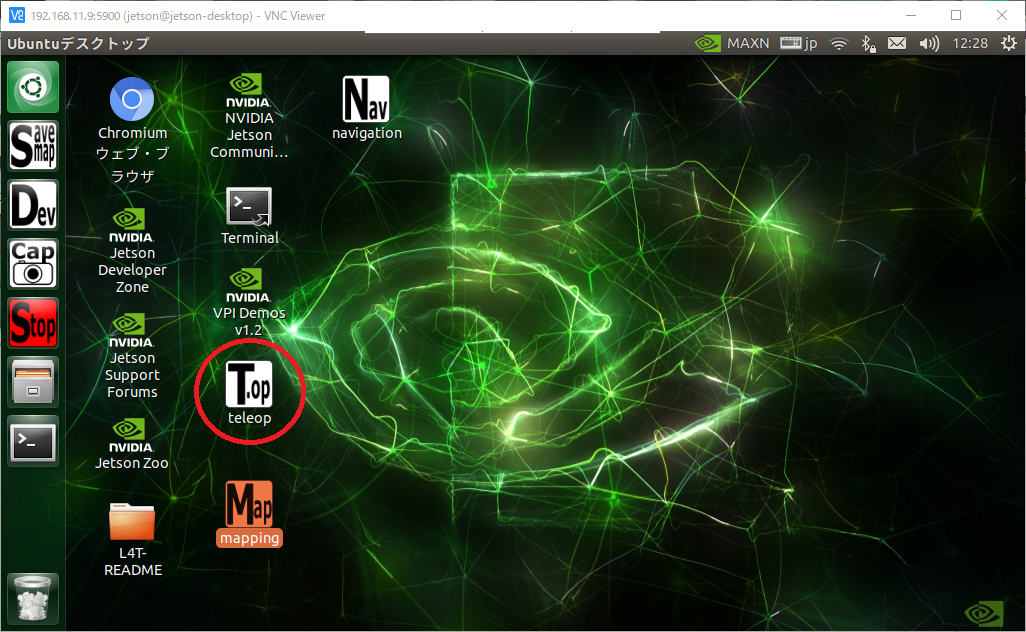 192.168.11.9:5900 (jetson@jetson-desktop) - VNC Viewer
Ubuntuデスクトップ
MAXN
jp
12:28
Save map
Dev
Cap
Stop
Chromium
ウェブ・ブ
ラウザ
NVIDIA.
Jetson
Developer
Zone
NVIDIA.
Jetson
Support
Forums
NVIDIA.
Jetson Zoo
L4T-
README
NVIDIA.
NVIDIA
Jetson
Communi...
Terminal
NVIDIA.
VPI Demos
v1.2
T.op
teleop
Map
mapping
Nav
navigation